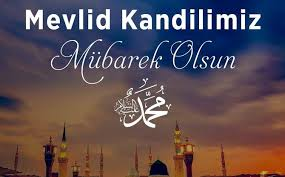 Mevlid Kandilimiz
Mübarek Olsun
محمد